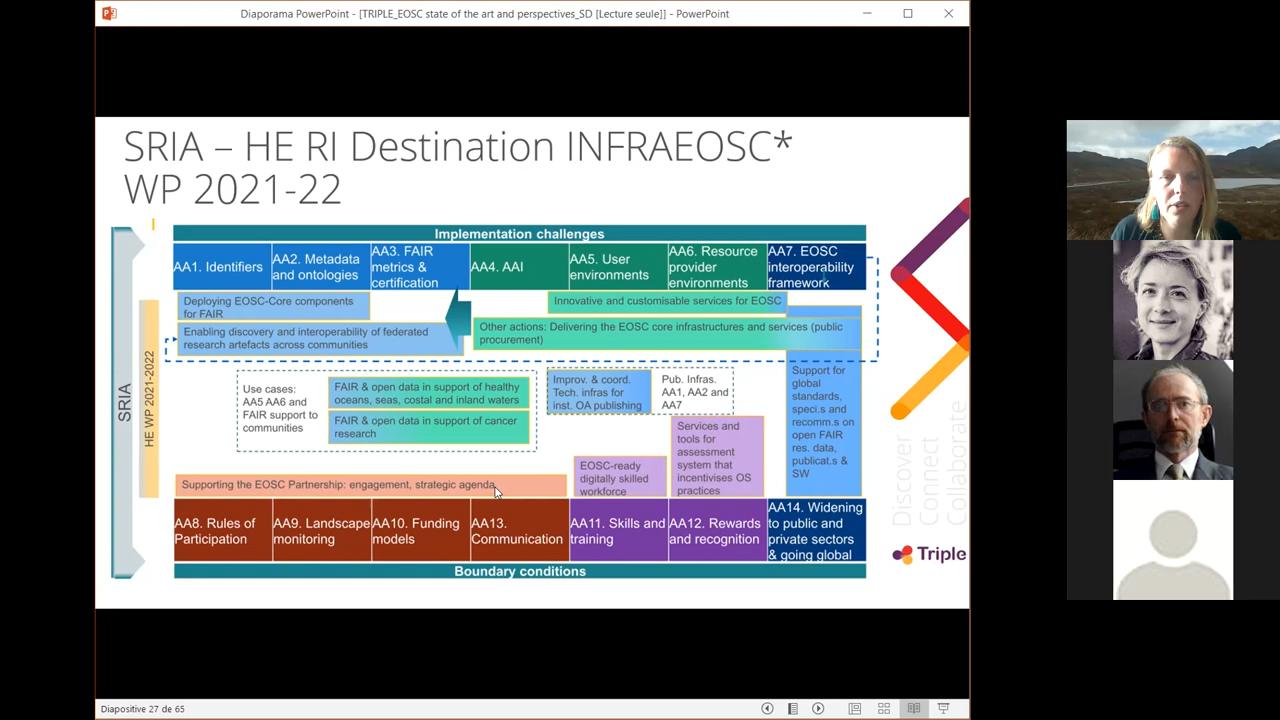 Diaporama PowerPoint - [TRIPLE_EOSC state of the art and perspectives_SD [Lecture seule]] - PowerPoint
SRIA – HE RI Destination INFRAEOSC*
WP 2021-22
SRIA
HE WP 2021-2022
Implementation challenges
AA1. Identifiers
AA2. Metadata
and ontologies
AA3. FAIR
metrics &
certification
AA4. AAI
AA5. User
environments
AA6. Resource
provider
environments
AA7. EOSC
interoperability
framework
Deploying EOSC-Core components
for FAIR
Innovative and customisable services for EOSC
Enabling discovery and interoperability of federated
research artefacts across communities
Other actions: Delivering the EOSC core infrastructures and services (public
procurement)
Use cases:
AA5 AA6 and
FAIR support to
communities
FAIR & open data in support of healthy
oceans, seas, costal and inland waters
FAIR & open data in support of cancer
research
Improv. & coord.
Tech. infras for
inst. OA publishing
Pub. Infras.
AA1, AA2 and
AA7
Support for
global
standards,
speci.s and
recomm.s on
open FAIR
res. data,
publicat.s &
SW
Services and
tools for
assessment
system that
incentivises OS
practices
EOSC-ready
digitally skilled
workforce
Supporting the EOSC Partnership: engagement, strategic agenda
AA8. Rules of
Participation
AA9. Landscape
monitoring
AA10. Funding
models
AA13.
Communication
AA11. Skills and
training
AA12. Rewards
and recognition
AA14. Widening
to public and
private sectors
& going global
Boundary conditions
Discover
Connect
Collaborate
Triple
Diapositive 27 de 65